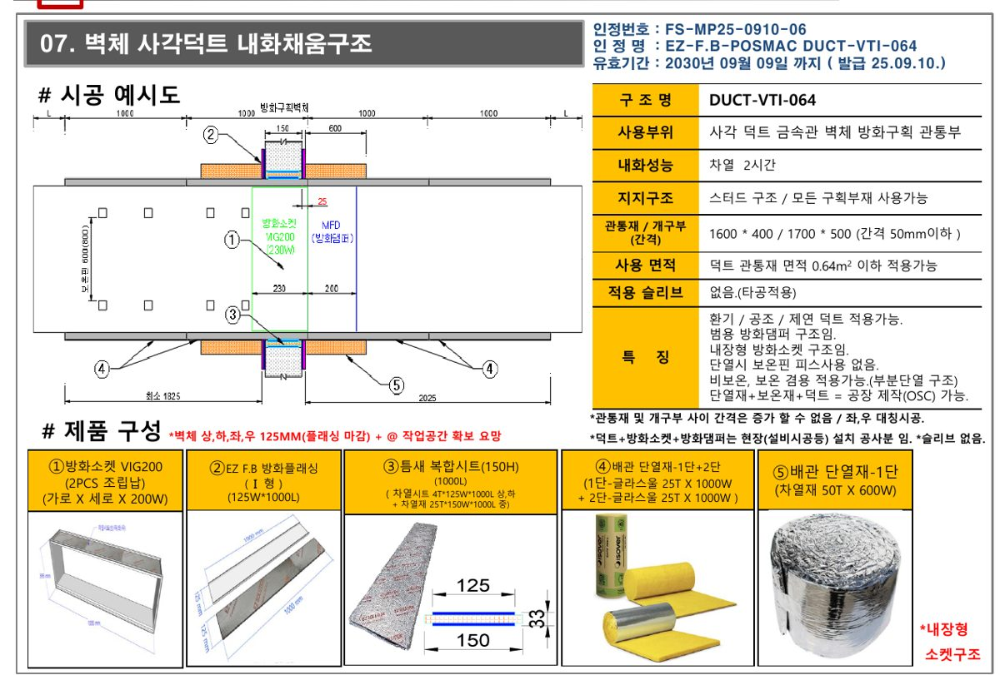 07. 벽체 사각덕트 내화채움구조
인정번호 : FS-MP25-0910-06
인 정 명 : EZ-F.B-POSMAC DUCT-VTI-064
유효기간 : 2030년 09월 09일 까지 ( 발급 25.09.10.)
# 시공 예시도
방화구획벽체
L 1000 1000 1000 1000 L
150 600
②
25
방화소켓
VIG200
(230W)
MFD
(방화댐퍼)
①
보온핀 600(800)
230 200
③
④ ④
⑤
최소 1825 2025
구 조 명 DUCT-VTI-064
사용부위 사각 덕트 금속관 벽체 방화구획 관통부
내화성능 차열 2시간
지지구조 스터드 구조 / 모든 구획부재 사용가능
관통재 / 개구부
(간격) 1600 * 400 / 1700 * 500 (간격 50mm이하 )
사용 면적 덕트 관통재 면적 0.64m² 이하 적용가능
적용 슬리브 없음.(타공적용)
특 징
환기 / 공조 / 제연 덕트 적용가능.
범용 방화댐퍼 구조임.
내장형 방화소켓 구조임.
단열시 보온핀 피스사용 없음.
비보온, 보온 겸용 적용가능.(부분단열 구조)
단열재+보온재+덕트 = 공장 제작(OSC) 가능.
*관통재 및 개구부 사이 간격은 증가 할 수 없음 / 좌,우 대칭시공.
*덕트+방화소켓+방화댐퍼는 현장(설비시공등) 설치 공사분 임. *슬리브 없음.
# 제품 구성 *벽체 상,하,좌,우 125MM(플래싱 마감) + @ 작업공간 확보 요망
①방화소켓 VIG200
(2PCS 조립납)
(가로 X 세로 X 200W)
②EZ F.B 방화플래싱
( I 형 )
(125W*1000L)
1000 mm
125 mm
125 mm
1000 mm
③틈새 복합시트(150H)
(1000L)
( 차열시트 4T*125W*1000L 상,하
+ 차열재 25T*150W*1000L 중)
125
33
150
④배관 단열재-1단+2단
(1단-글라스울 25T X 1000W
+ 2단-글라스울 25T X 1000W )
isover
⑤배관 단열재-1단
(차열재 50T X 600W)
*내장형
소켓구조